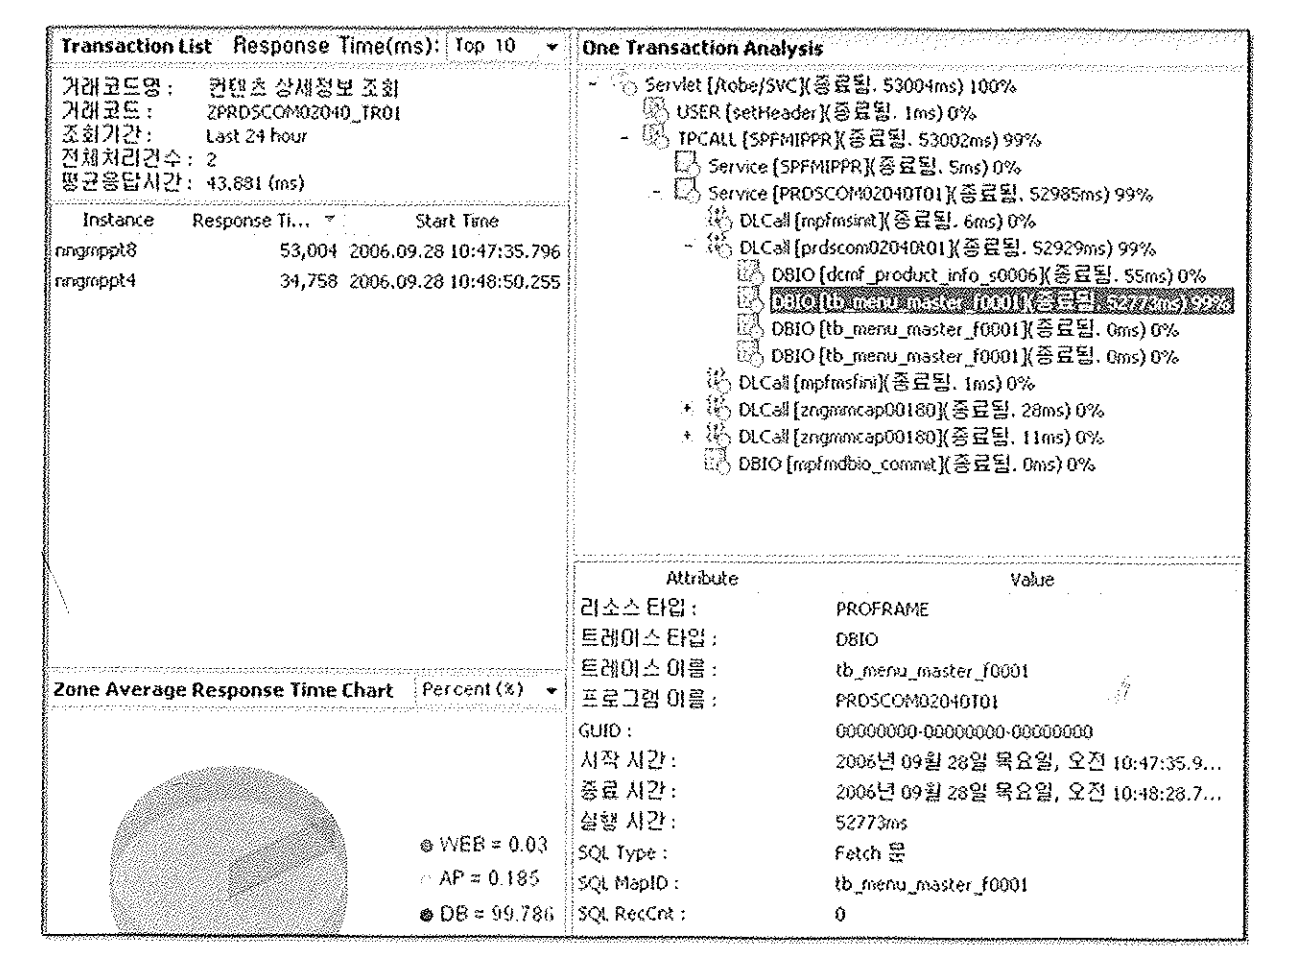 Transaction List Response Time(ms): Top 10
거래코드명 : 컨텐츠 상세정보 조회
거래코드 : ZPRDSCOM02040_TR01
조회기간 : Last 24 hour
전체처리건수 : 2
평균응답시간 : 43.881 (ms)
Instance Response Ti... Start Time
nngmppt8 53,004 2006.09.28 10:47:35.796
nngmppt4 34,758 2006.09.28 10:48:50.255
Zone Average Response Time Chart Percent (%)
WEB = 0.03
AP = 0.185
DB = 99.786
One Transaction Analysis
- Servlet [/kobe/SVC](종료됨. 53004ms) 100%
USER [setHeader](종료됨. 1ms) 0%
- TPCALL [SPFMIPPR](종료됨. 53002ms) 99%
Service [SPFMIPPR](종료됨. 5ms) 0%
- Service [PRDSCOM02040T01](종료됨. 52985ms) 99%
DLCall [mpfmsinit](종료됨. 6ms) 0%
- DLCall [prdscom02040t01](종료됨. 52929ms) 99%
DBIO [dcmf_product_info_s0006](종료됨. 55ms) 0%
DBIO [tb_menu_master_f0001](종료됨. 52773ms) 99%
DBIO [tb_menu_master_f0001](종료됨. 0ms) 0%
DBIO [tb_menu_master_f0001](종료됨. 0ms) 0%
DLCall [mpfmsfini](종료됨. 1ms) 0%
+ DLCall [zngmmcap00180](종료됨. 28ms) 0%
+ DLCall [zngmmcap00180](종료됨. 11ms) 0%
DBIO [mpfmdbio_commit](종료됨. 0ms) 0%
Attribute Value
리소스 타입 : PROFRAME
트레이스 타입 : DBIO
트레이스 이름 : tb_menu_master_f0001
프로그램 이름 : PRDSCOM02040T01
GUID : 00000000-00000000-00000000
시작 시간 : 2006년 09월 28일 목요일, 오전 10:47:35.9...
종료 시간 : 2006년 09월 28일 목요일, 오전 10:48:28.7...
실행 시간 : 52773ms
SQL Type : Fetch 문
SQL MapID : tb_menu_master_f0001
SQL RecCnt : 0